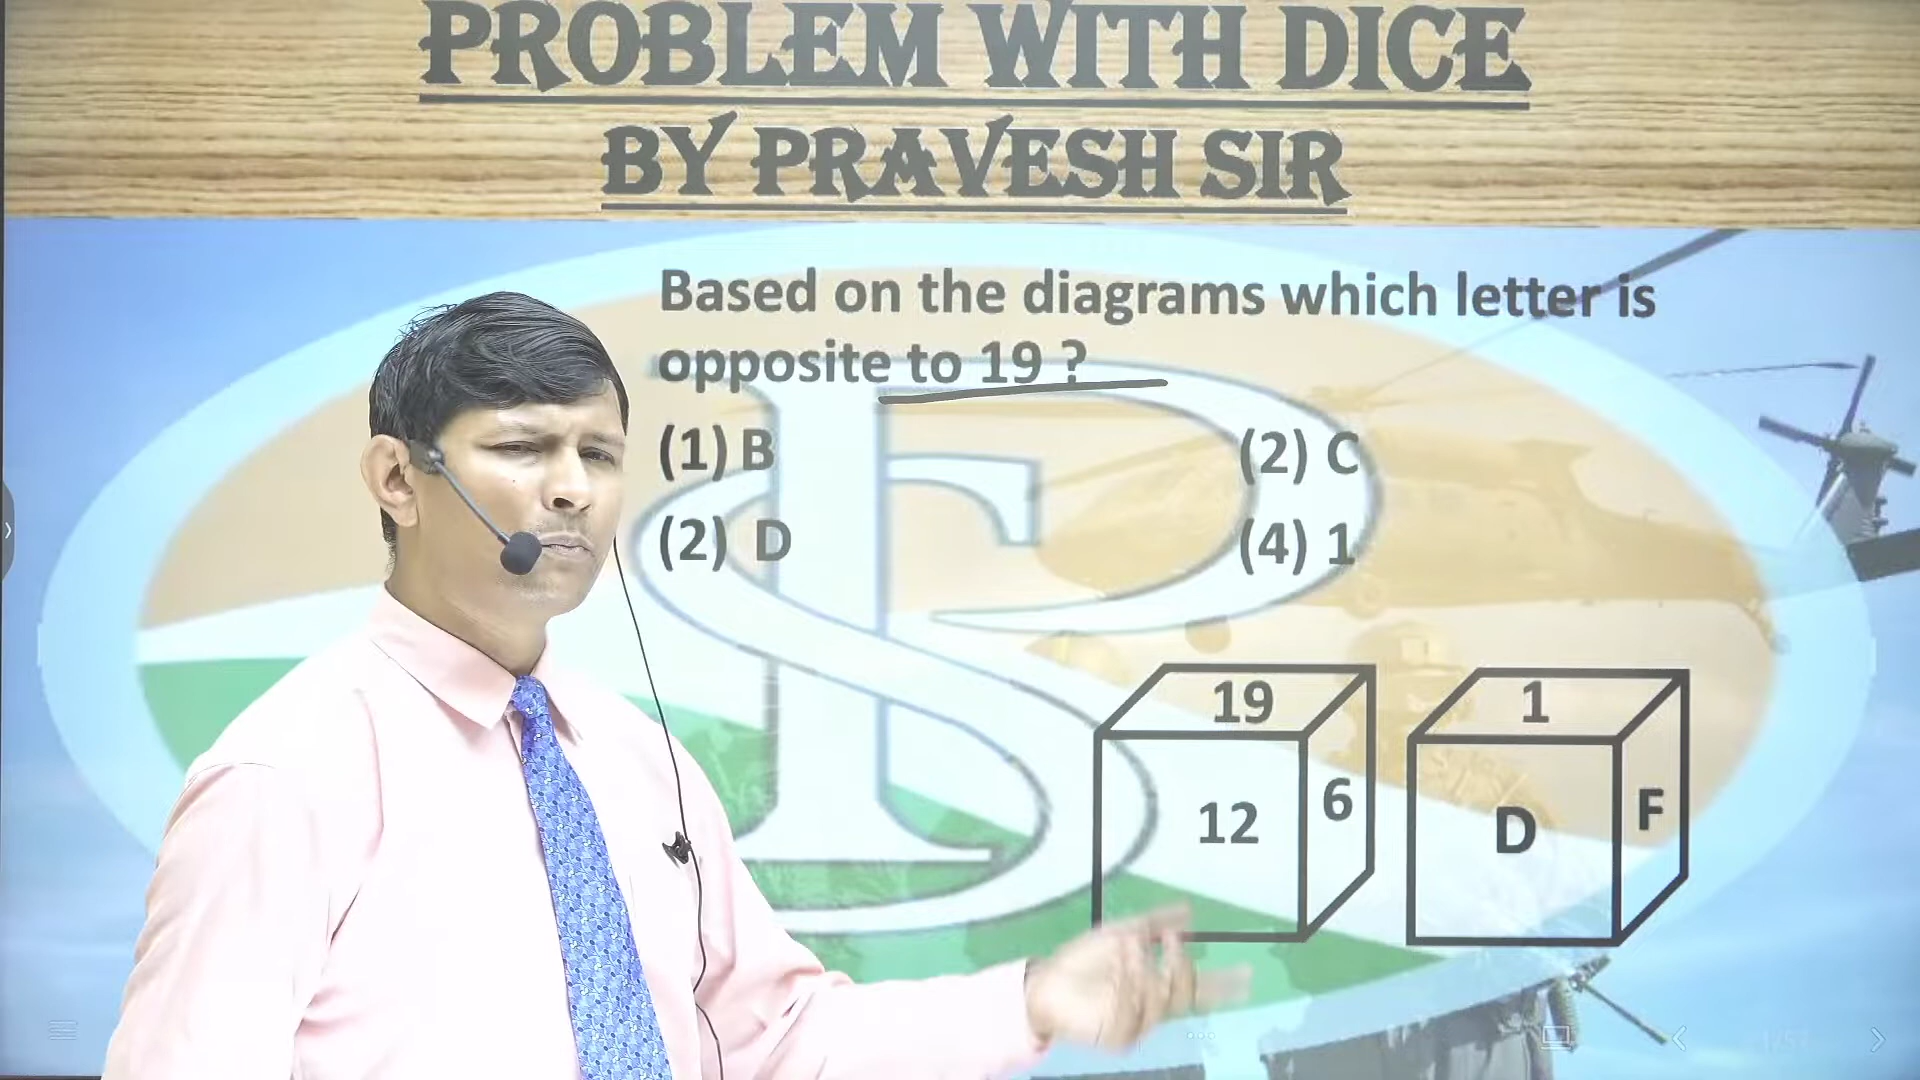 PROBLEM WITH DICE
BY PRAVESH SIR
Based on the diagrams which letter is
opposite to 19 ?
(1) B
(2) C
(2) D
(4) 1
19
12
6
1
D
F